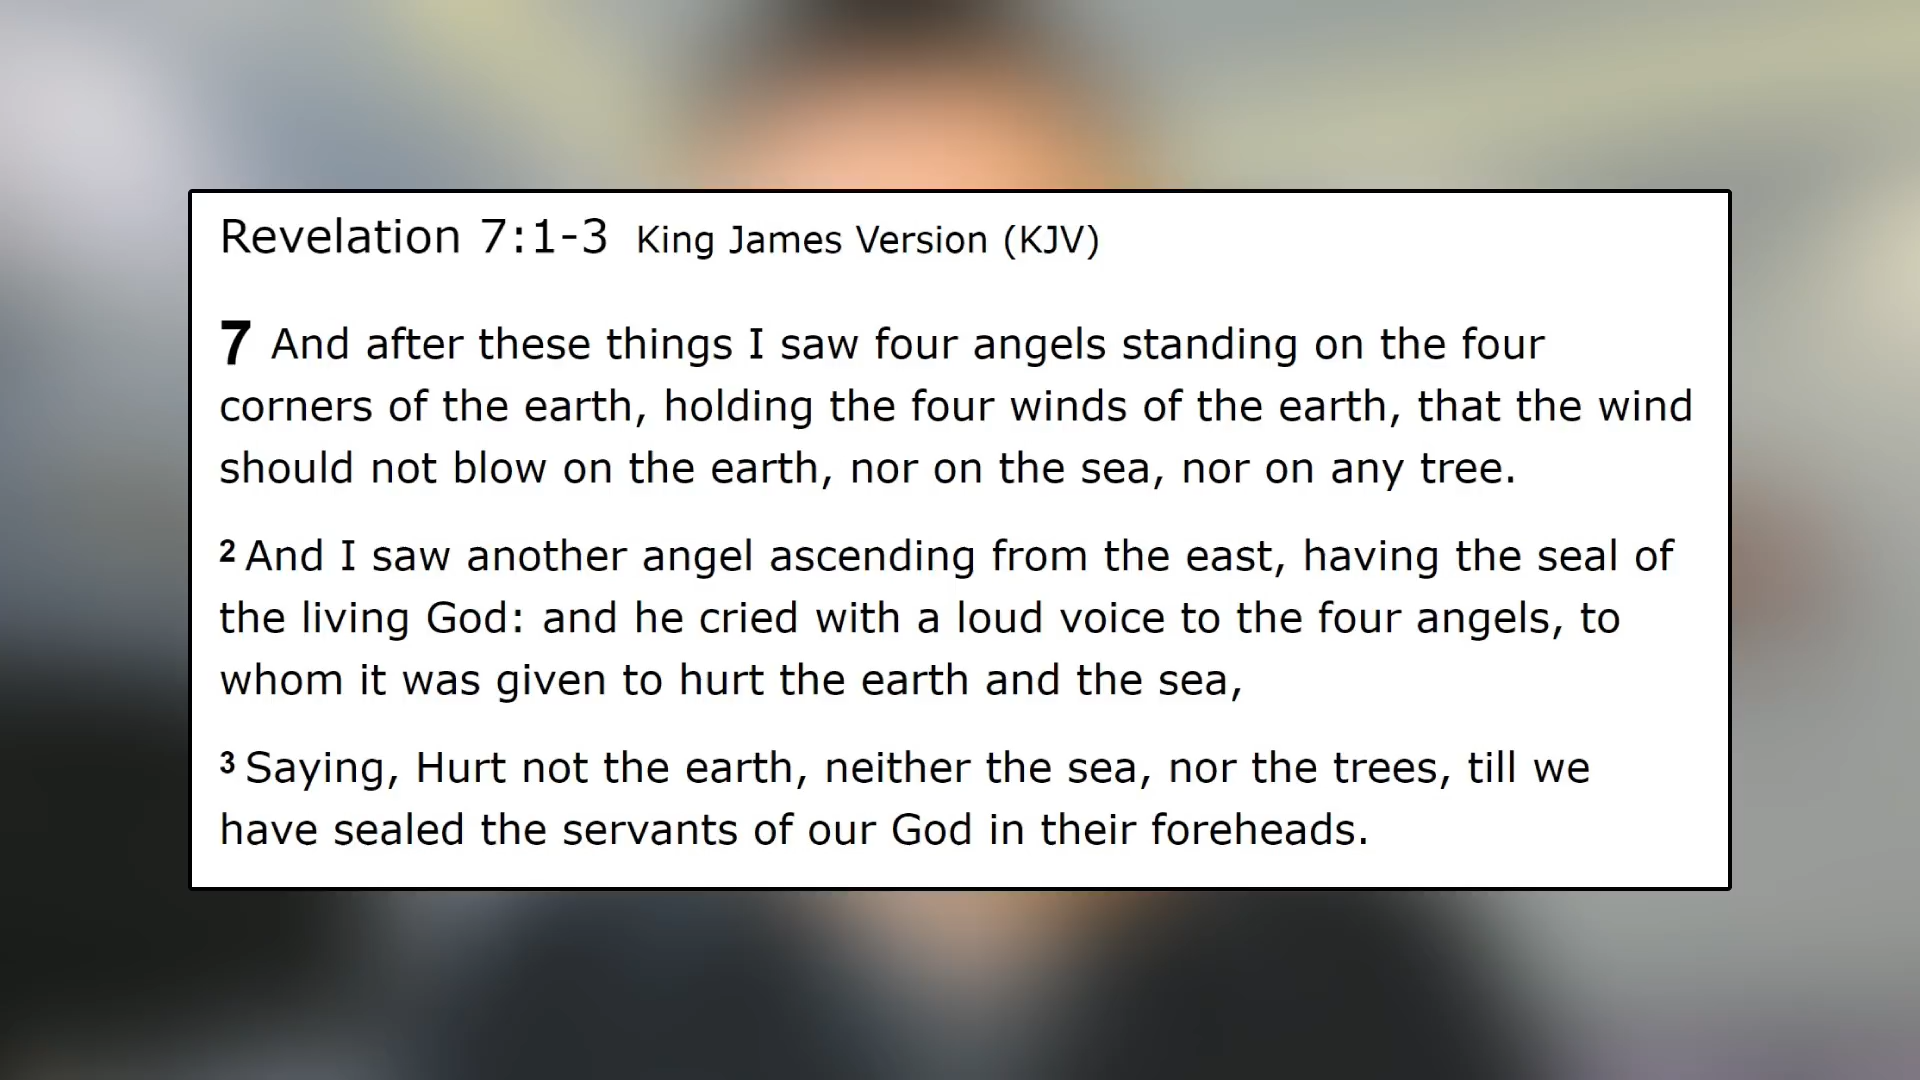 Revelation 7:1-3 King James Version (KJV)
7 And after these things I saw four angels standing on the four
corners of the earth, holding the four winds of the earth, that the wind
should not blow on the earth, nor on the sea, nor on any tree.
2 And I saw another angel ascending from the east, having the seal of
the living God: and he cried with a loud voice to the four angels, to
whom it was given to hurt the earth and the sea,
3 Saying, Hurt not the earth, neither the sea, nor the trees, till we
have sealed the servants of our God in their foreheads.